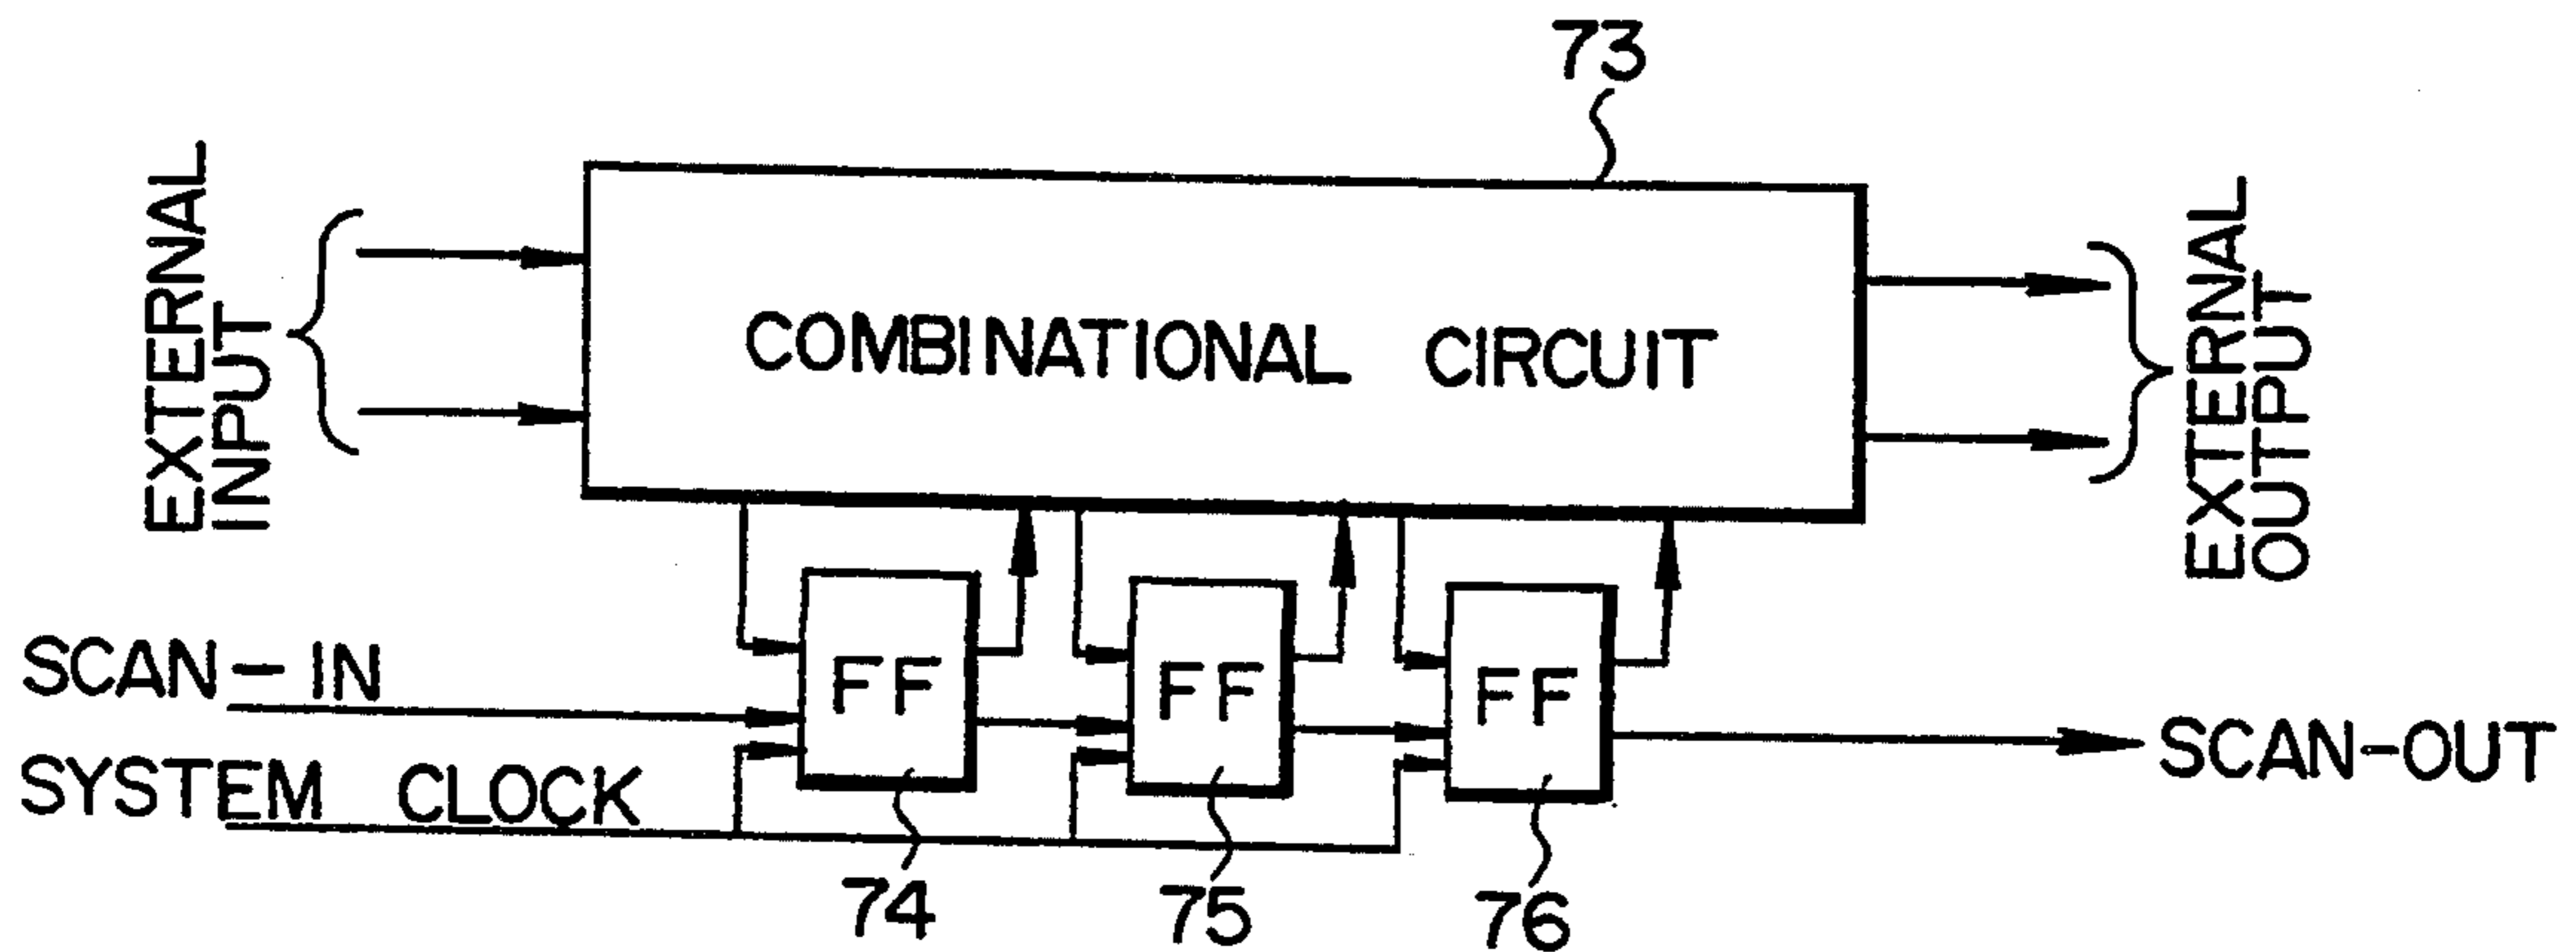 73
EXTERNAL
INPUT
COMBINATIONAL CIRCUIT
EXTERNAL
OUTPUT
SCAN-IN
FF
FF
FF
SCAN-OUT
SYSTEM CLOCK
74
75
76